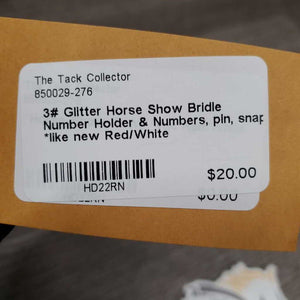 The Tack Collector
850029-276
3# Glitter Horse Show Bridle
Number Holder & Numbers, pin, snap
*like new Red/White
HD22RN
$20.00
HD22RN
$0.00